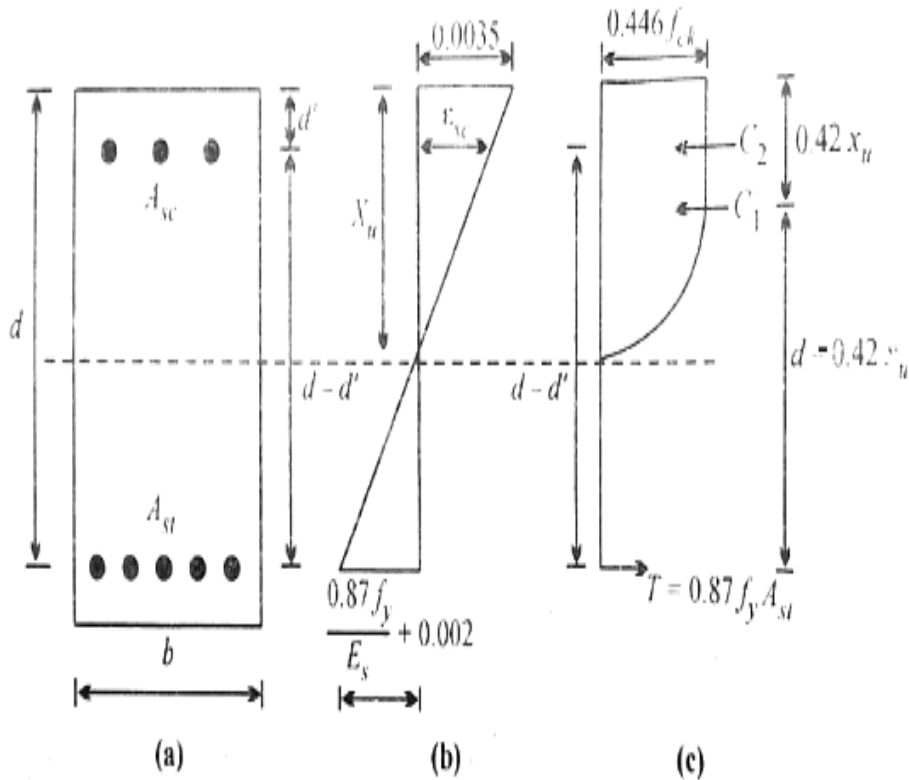 0.0035
0.446 f_ck
d'
ε_sc
C_2
0.42 x_u
A_sc
C_1
X_u
d
d – d'
d – d'
d – 0.42 x_u
A_st
T = 0.87 f_y A_st
0.87 f_y / E_s + 0.002
b
(a)
(b)
(c)